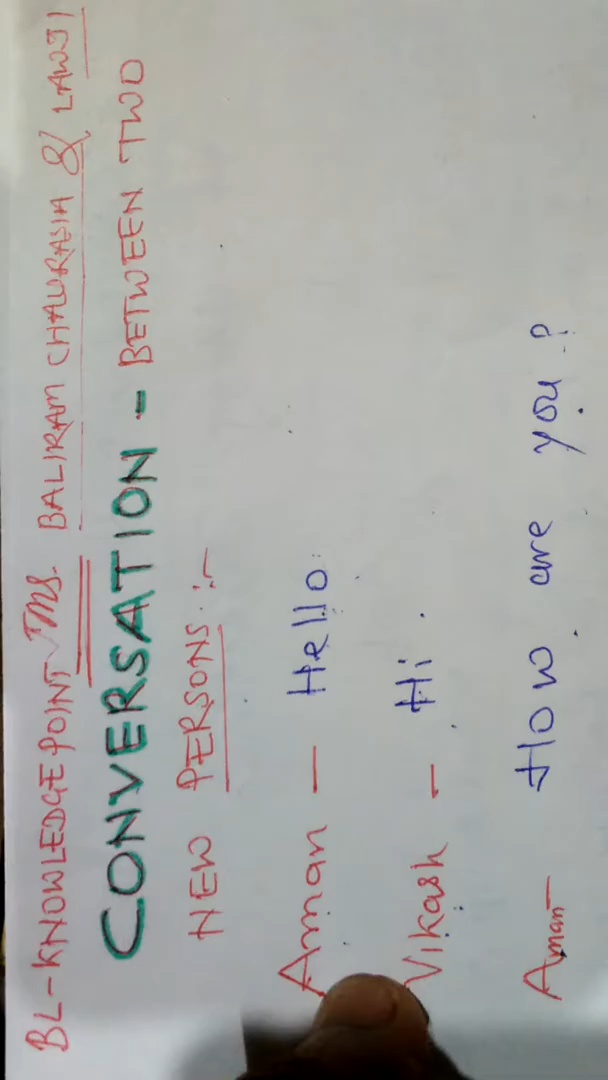 BL-KNOWLEDGE POINT BALIRAM CHAURASIA & LAWJI
CONVERSATION - BETWEEN TWO
NEW PERSONS :-
Aman - Hello.
Vikash - Hi.
Aman - How are you?